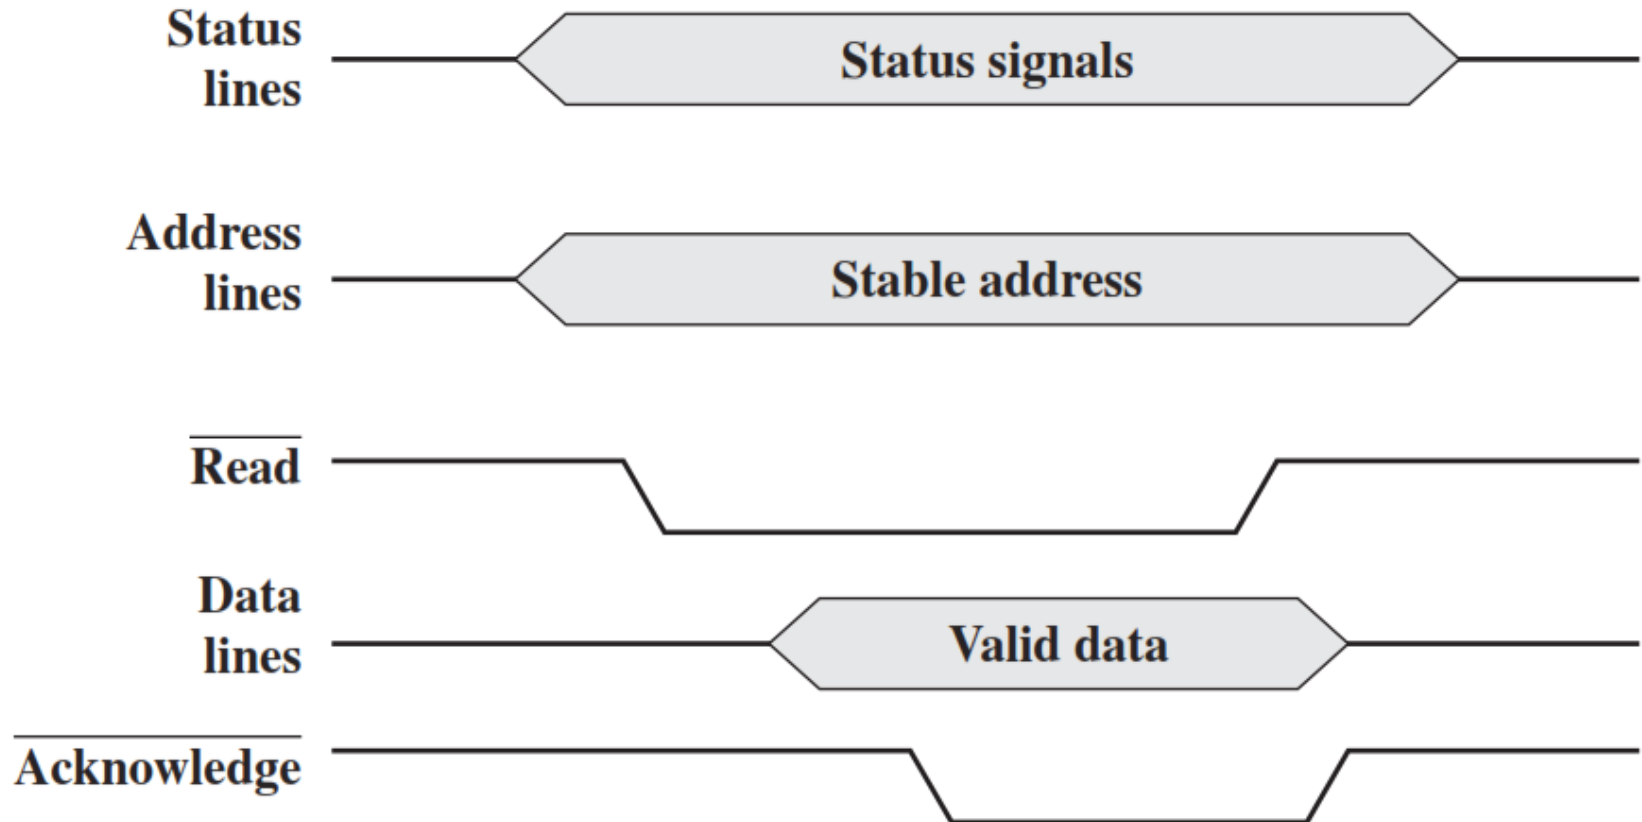 Status
lines
Status signals
Address
lines
Stable address
Read
Data
lines
Valid data
Acknowledge